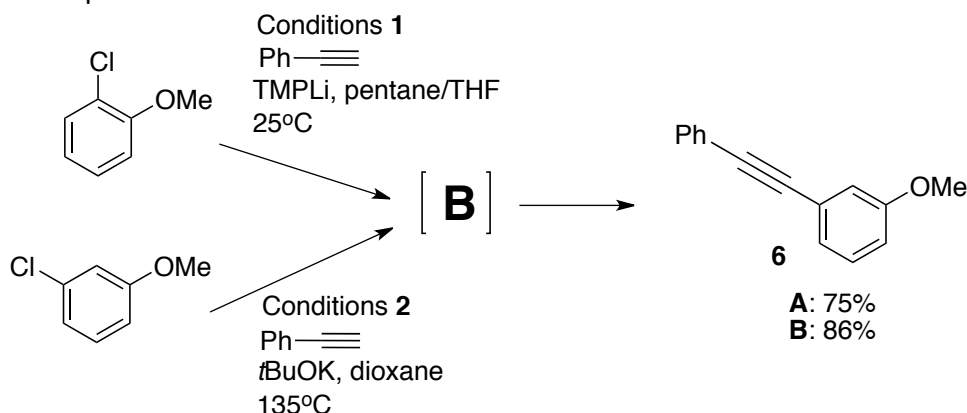 Conditions 1
Ph
TMPLi, pentane/THF
25ºC
Cl
OMe
[ B ]
Ph
OMe
6
A: 75%
B: 86%
Cl
OMe
Conditions 2
Ph
tBuOK, dioxane
135ºC